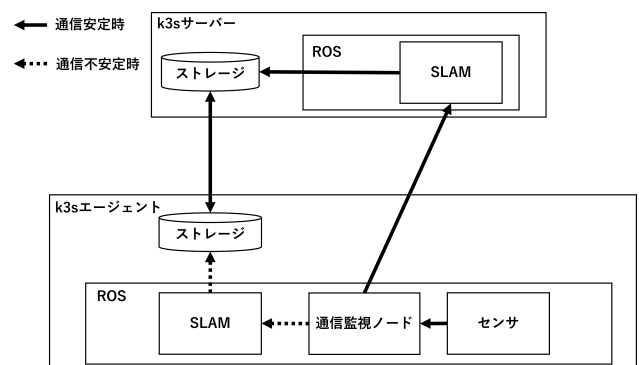 通信安定時
通信不安定時
k3sサーバー
ROS
ストレージ
SLAM
k3sエージェント
ストレージ
ROS
SLAM
通信監視ノード
センサ